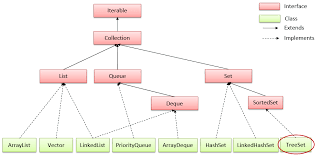 Iterable
Interface
Class
Extends
Implements
Collection
List
Queue
Set
Deque
SortedSet
ArrayList
Vector
LinkedList
PriorityQueue
ArrayDeque
HashSet
LinkedHashSet
TreeSet